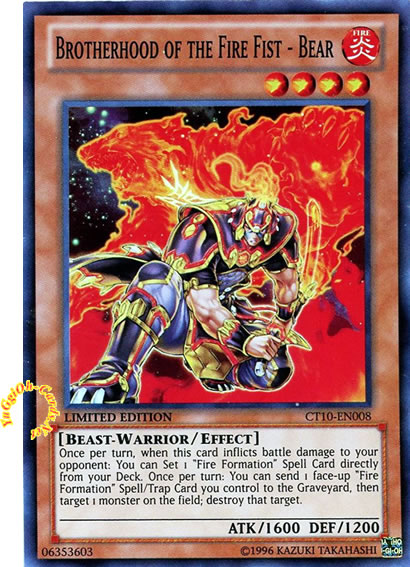 BROTHERHOOD OF THE FIRE FIST - BEAR
FIRE
炎
LIMITED EDITION
CT10-EN008
[BEAST-WARRIOR/EFFECT]
Once per turn, when this card inflicts battle damage to your
opponent: You can Set 1 "Fire Formation" Spell Card directly
from your Deck. Once per turn: You can send 1 face-up "Fire
Formation" Spell/Trap Card you control to the Graveyard, then
target 1 monster on the field; destroy that target.
ATK/1600 DEF/1200
06353603
©1996 KAZUKI TAKAHASHI
YuGgiOh-Cards.Net